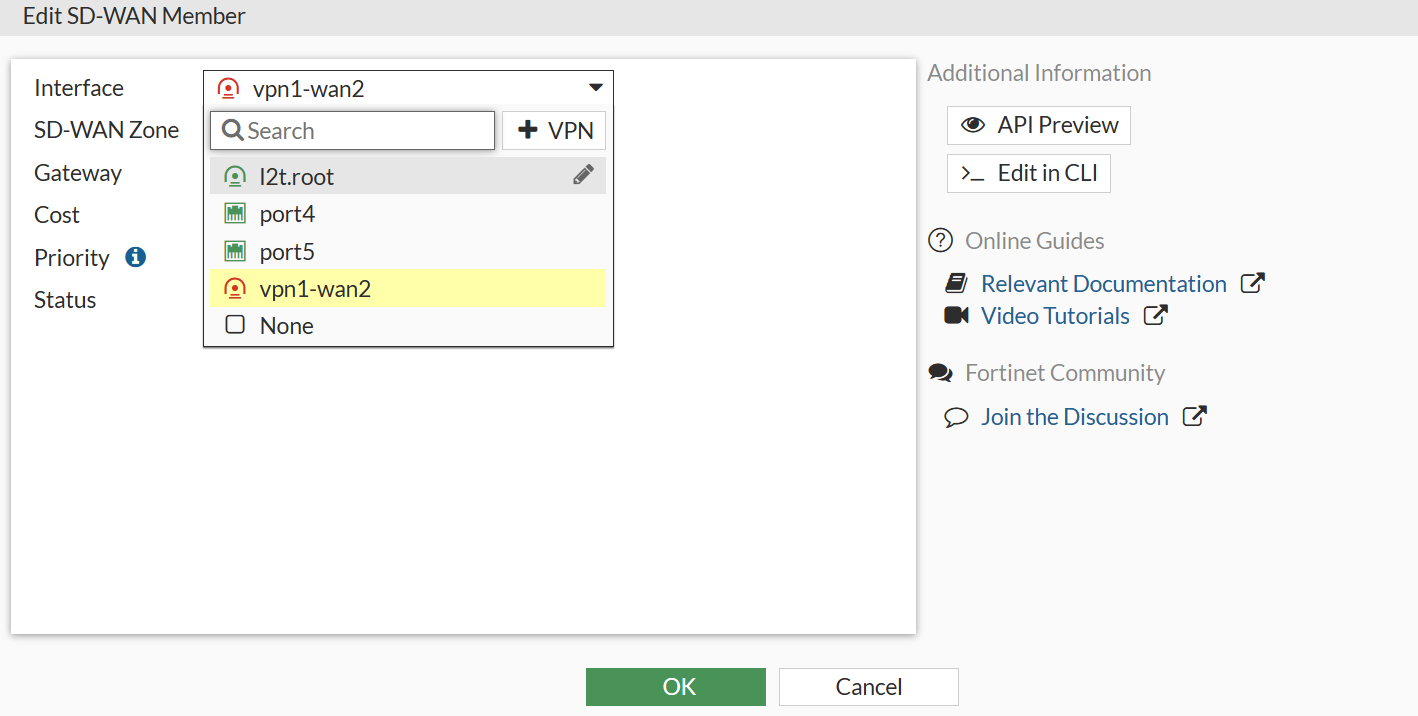 Edit SD-WAN Member
Interface
vpn1-wan2
SD-WAN Zone
Search
VPN
Gateway
l2t.root
Cost
port4
Priority
port5
vpn1-wan2
Status
None
Additional Information
API Preview
Edit in CLI
Online Guides
Relevant Documentation
Video Tutorials
Fortinet Community
Join the Discussion
OK
Cancel